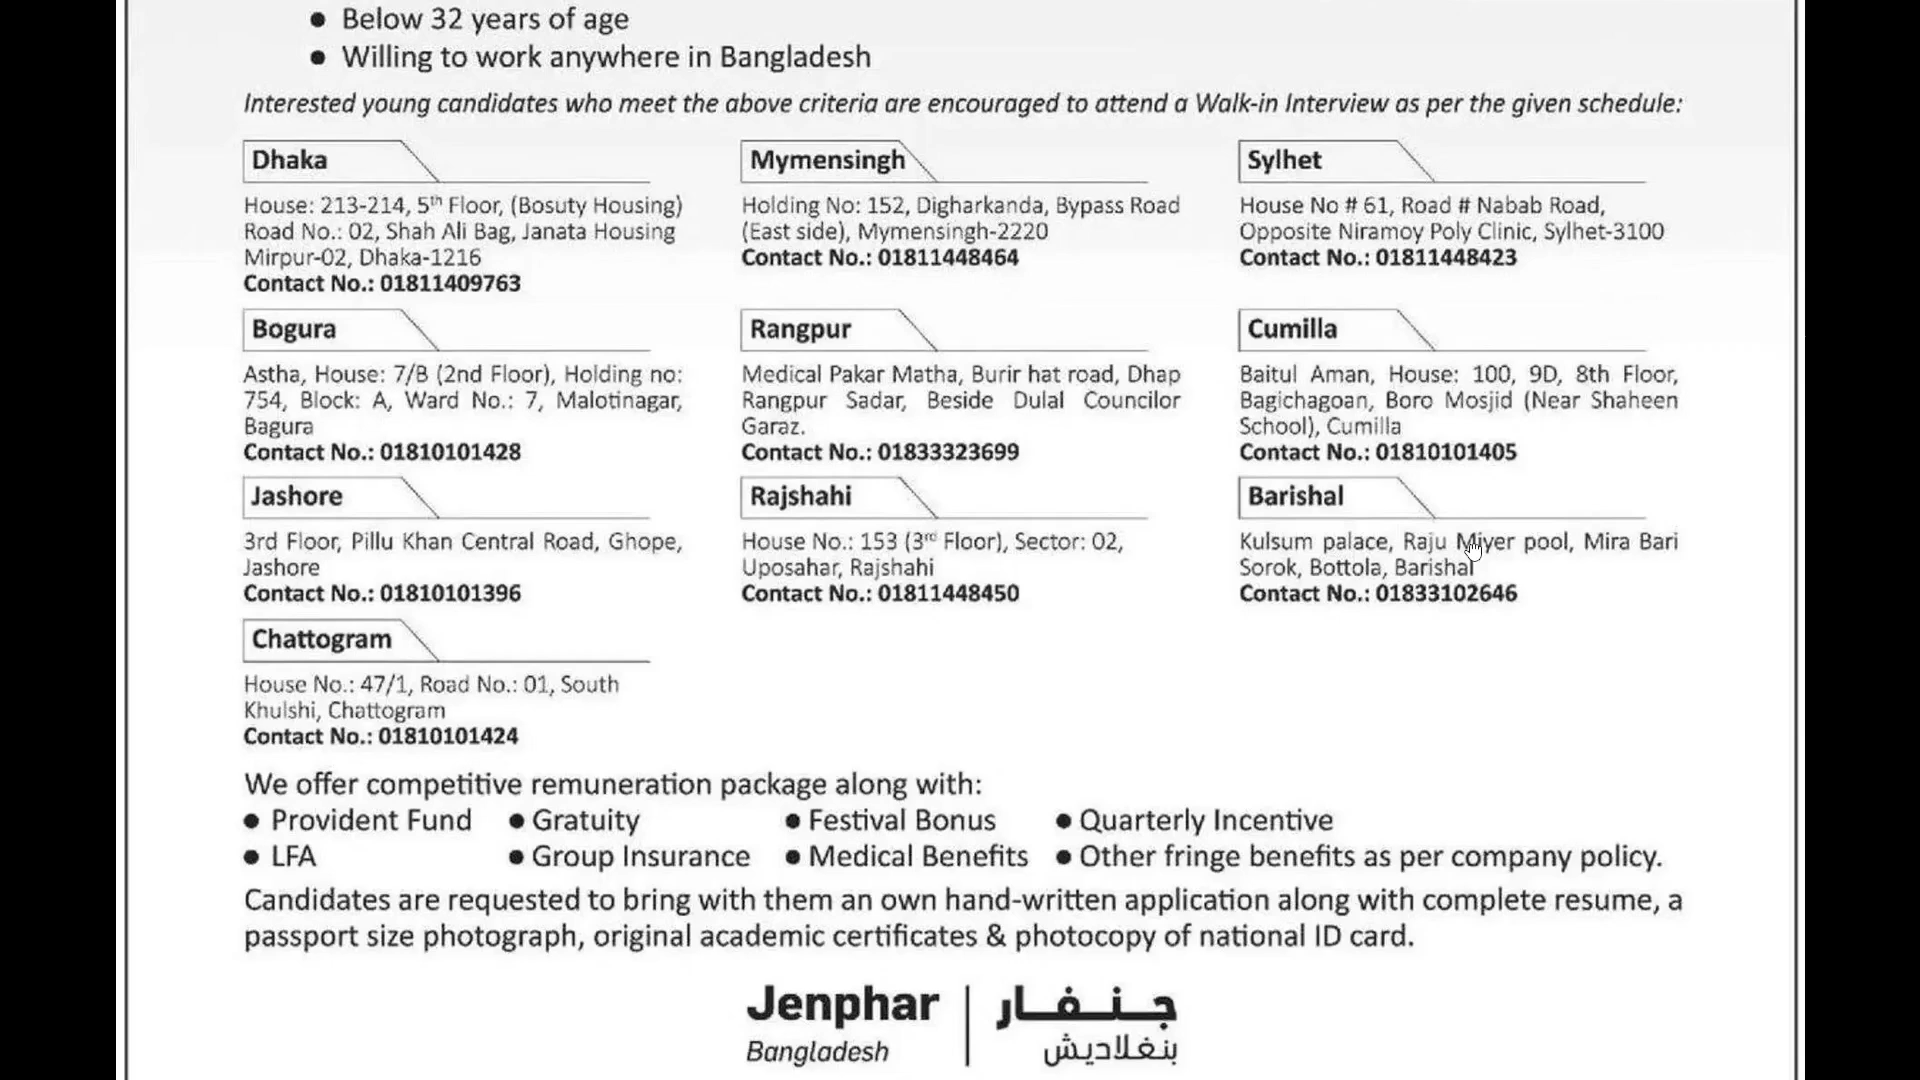 ● Below 32 years of age
● Willing to work anywhere in Bangladesh
Interested young candidates who meet the above criteria are encouraged to attend a Walk-in Interview as per the given schedule:
Dhaka
House: 213-214, 5th Floor, (Bosuty Housing)
Road No.: 02, Shah Ali Bag, Janata Housing
Mirpur-02, Dhaka-1216
Contact No.: 01811409763
Mymensingh
Holding No: 152, Digharkanda, Bypass Road
(East side), Mymensingh-2220
Contact No.: 01811448464
Sylhet
House No # 61, Road # Nabab Road,
Opposite Niramoy Poly Clinic, Sylhet-3100
Contact No.: 01811448423
Bogura
Astha, House: 7/B (2nd Floor), Holding no:
754, Block: A, Ward No.: 7, Malotinagar,
Bagura
Contact No.: 01810101428
Rangpur
Medical Pakar Matha, Burir hat road, Dhap
Rangpur Sadar, Beside Dulal Councilor
Garaz.
Contact No.: 01833323699
Cumilla
Baitul Aman, House: 100, 9D, 8th Floor,
Bagichagoan, Boro Mosjid (Near Shaheen
School), Cumilla
Contact No.: 01810101405
Jashore
3rd Floor, Pillu Khan Central Road, Ghope,
Jashore
Contact No.: 01810101396
Rajshahi
House No.: 153 (3rd Floor), Sector: 02,
Uposahar, Rajshahi
Contact No.: 01811448450
Barishal
Kulsum palace, Raju Miyer pool, Mira Bari
Sorok, Bottola, Barishal
Contact No.: 01833102646
Chattogram
House No.: 47/1, Road No.: 01, South
Khulshi, Chattogram
Contact No.: 01810101424
We offer competitive remuneration package along with:
● Provident Fund ● Gratuity ● Festival Bonus ● Quarterly Incentive
● LFA ● Group Insurance ● Medical Benefits ● Other fringe benefits as per company policy.
Candidates are requested to bring with them an own hand-written application along with complete resume, a
passport size photograph, original academic certificates & photocopy of national ID card.
Jenphar
Bangladesh
جنفار
بنغلاديش